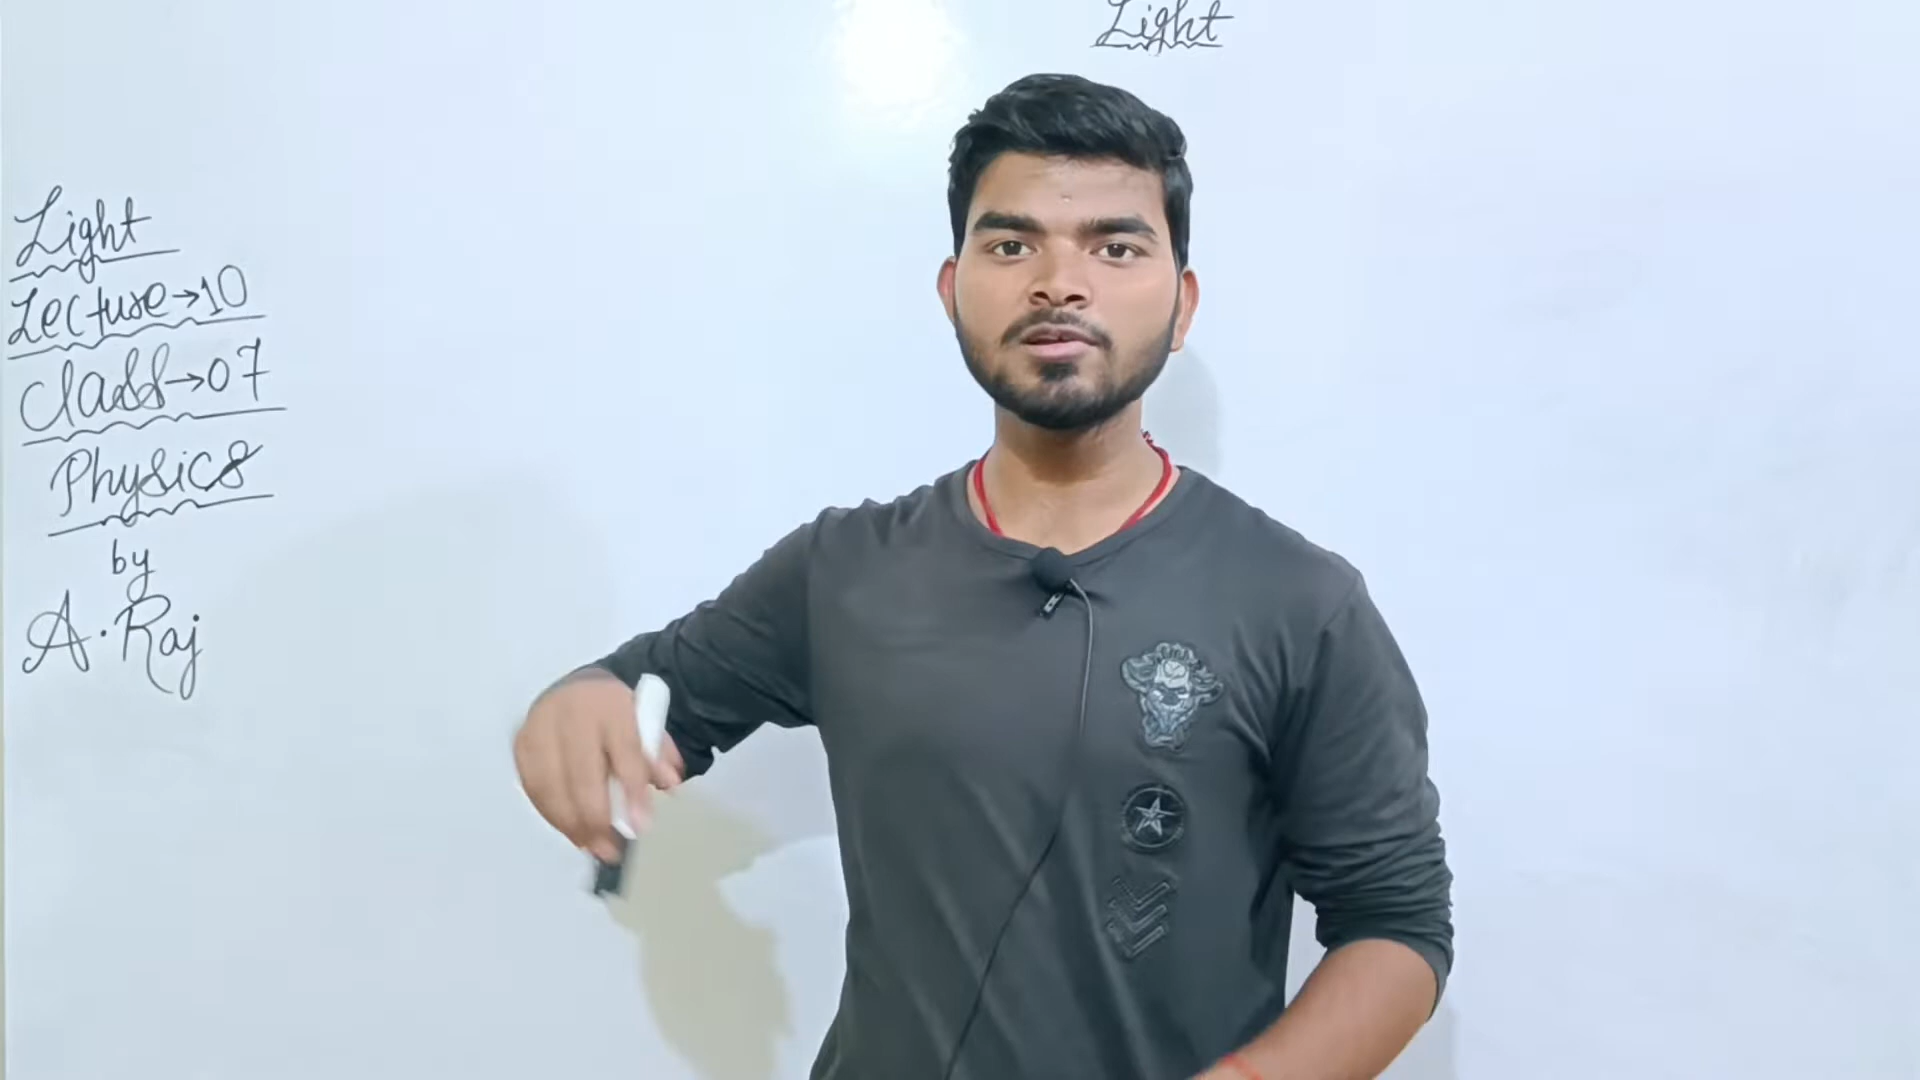 Light
Light
Lecture→10
Class→07
Physics
by
A. Raj